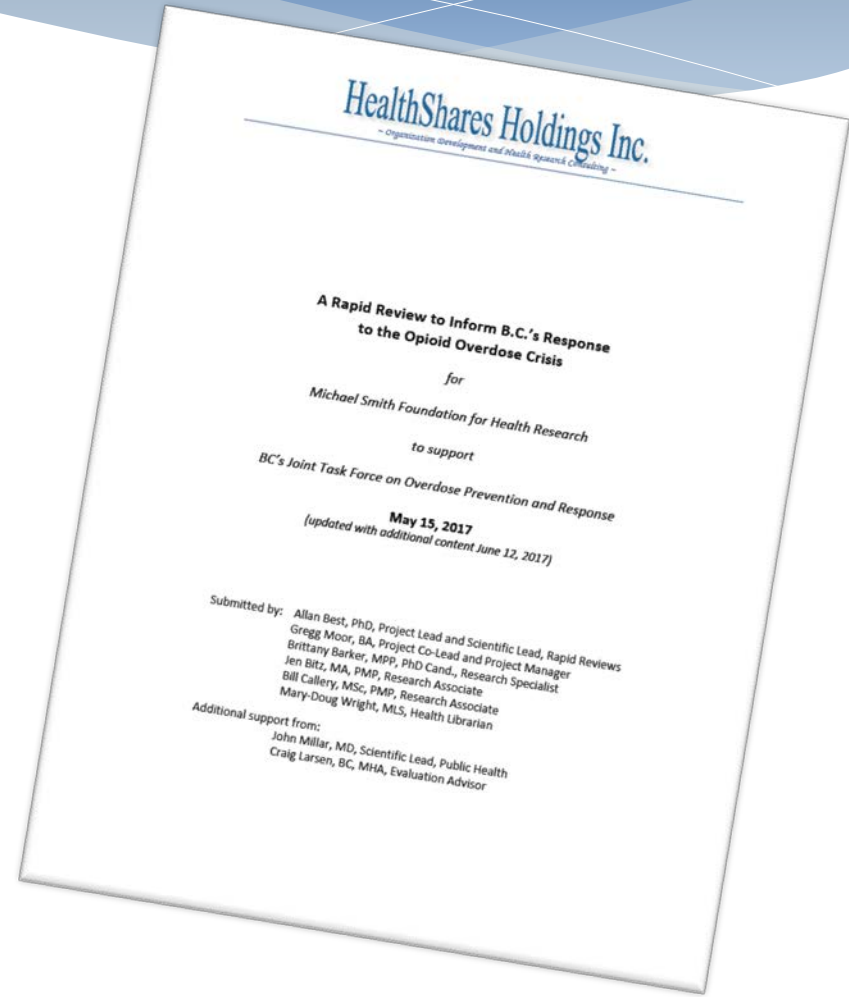 HealthShares Holdings Inc.
~ Organization Development and Health Research Consulting ~
A Rapid Review to Inform B.C.'s Response
to the Opioid Overdose Crisis
for
Michael Smith Foundation for Health Research
to support
BC's Joint Task Force on Overdose Prevention and Response
May 15, 2017
(updated with additional content June 12, 2017)
Submitted by: Allan Best, PhD, Project Lead and Scientific Lead, Rapid Reviews
Gregg Moor, BA, Project Co-Lead and Project Manager
Brittany Barker, MPP, PhD Cand., Research Specialist
Jen Bitz, MA, PMP, Research Associate
Bill Callery, MSc, PMP, Research Associate
Mary-Doug Wright, MLS, Health Librarian
Additional support from:
John Millar, MD, Scientific Lead, Public Health
Craig Larsen, BC, MHA, Evaluation Advisor